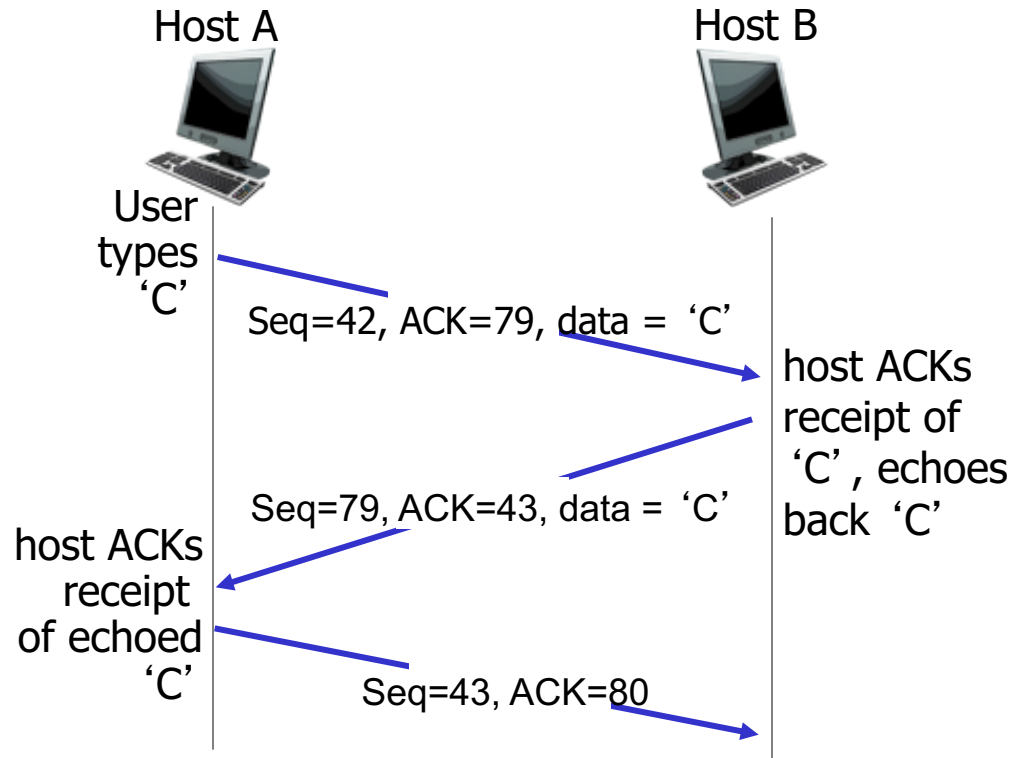 Host A
Host B
User
types
‘C’
Seq=42, ACK=79, data = ‘C’
host ACKs
receipt of
‘C’, echoes
back ‘C’
Seq=79, ACK=43, data = ‘C’
host ACKs
receipt
of echoed
‘C’
Seq=43, ACK=80